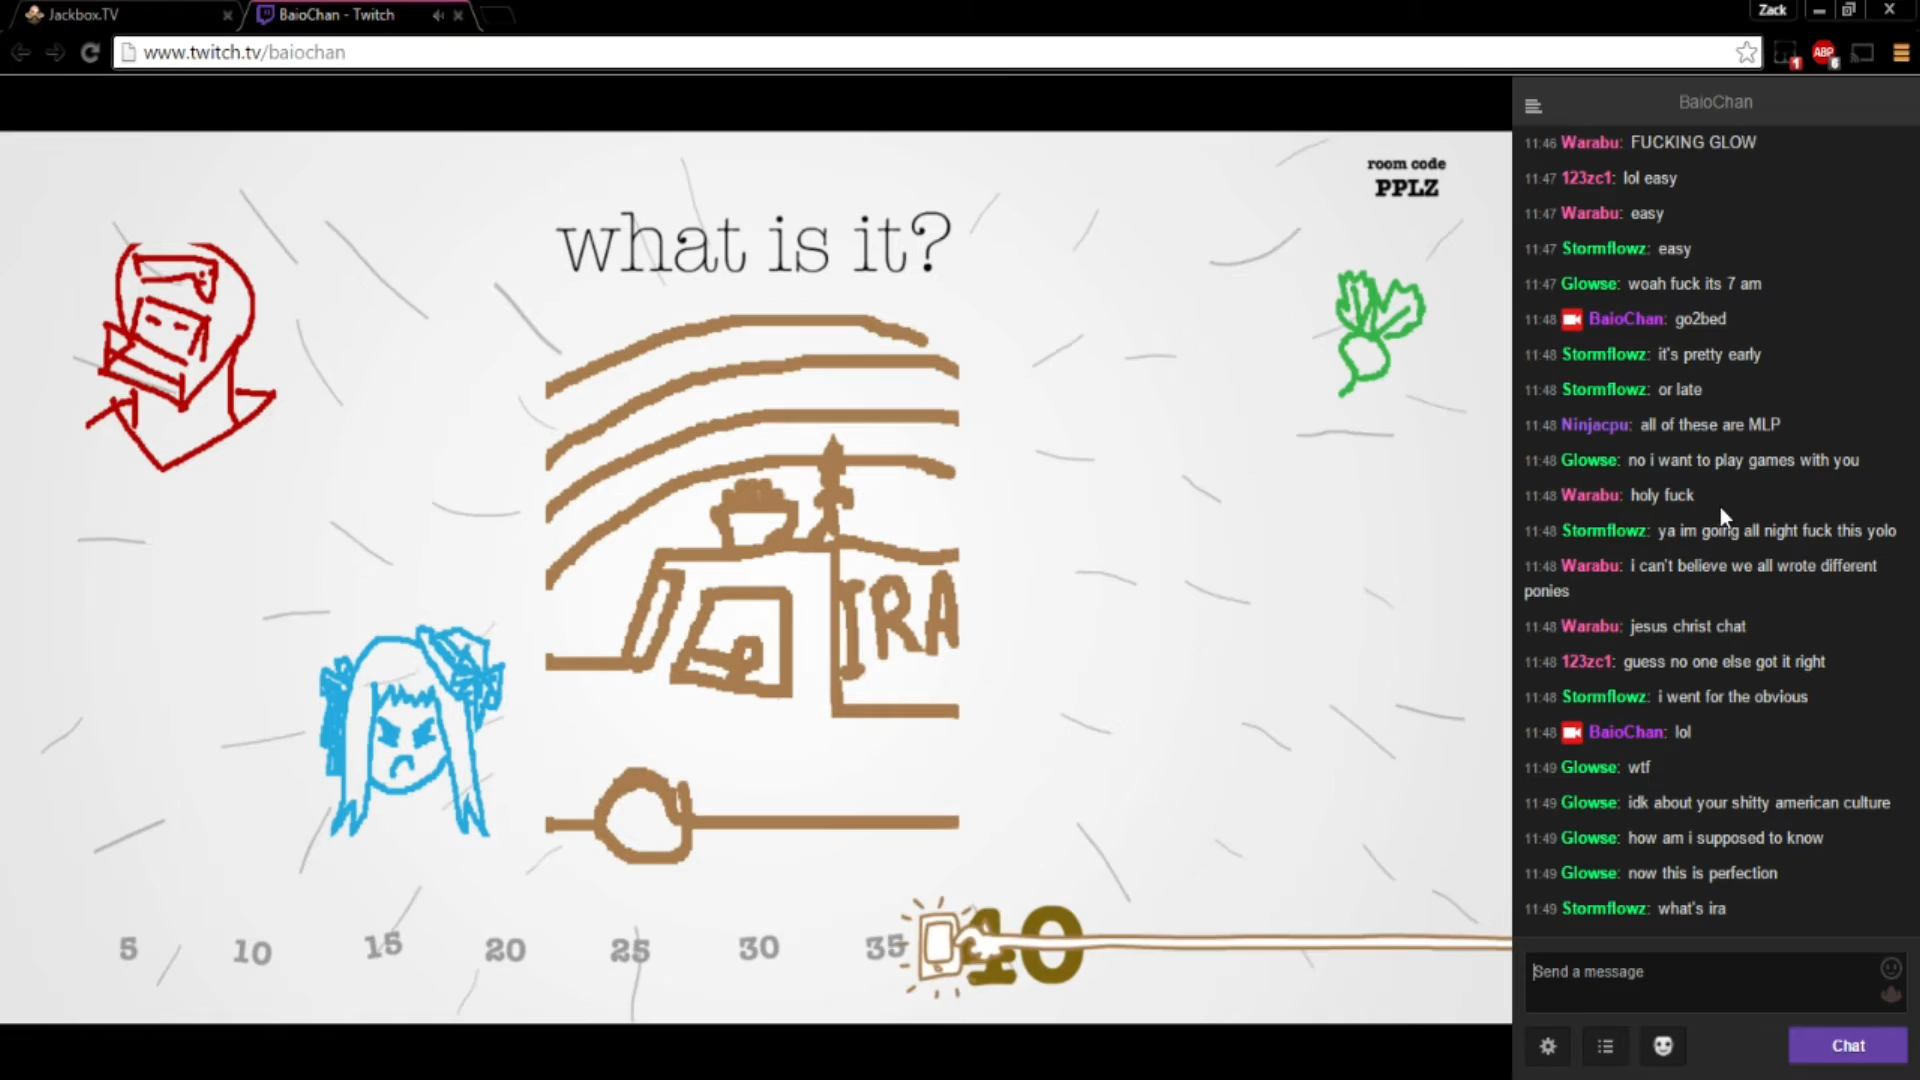 Jackbox.TV
BaioChan - Twitch
Zack
www.twitch.tv/baiochan
1
ABP
6
room code
PPLZ
what is it?
IRA
5
10
15
20
25
30
35
40
BaioChan
11:46 Warabu: FUCKING GLOW
11:47 123zc1: lol easy
11:47 Warabu: easy
11:47 Stormflowz: easy
11:47 Glowse: woah fuck its 7 am
11:48 BaioChan: go2bed
11:48 Stormflowz: it's pretty early
11:48 Stormflowz: or late
11:48 Ninjacpu: all of these are MLP
11:48 Glowse: no i want to play games with you
11:48 Warabu: holy fuck
11:48 Stormflowz: ya im going all night fuck this yolo
11:48 Warabu: i can't believe we all wrote different
ponies
11:48 Warabu: jesus christ chat
11:48 123zc1: guess no one else got it right
11:48 Stormflowz: i went for the obvious
11:48 BaioChan: lol
11:49 Glowse: wtf
11:49 Glowse: idk about your shitty american culture
11:49 Glowse: how am i supposed to know
11:49 Glowse: now this is perfection
11:49 Stormflowz: what's ira
Send a message
Chat